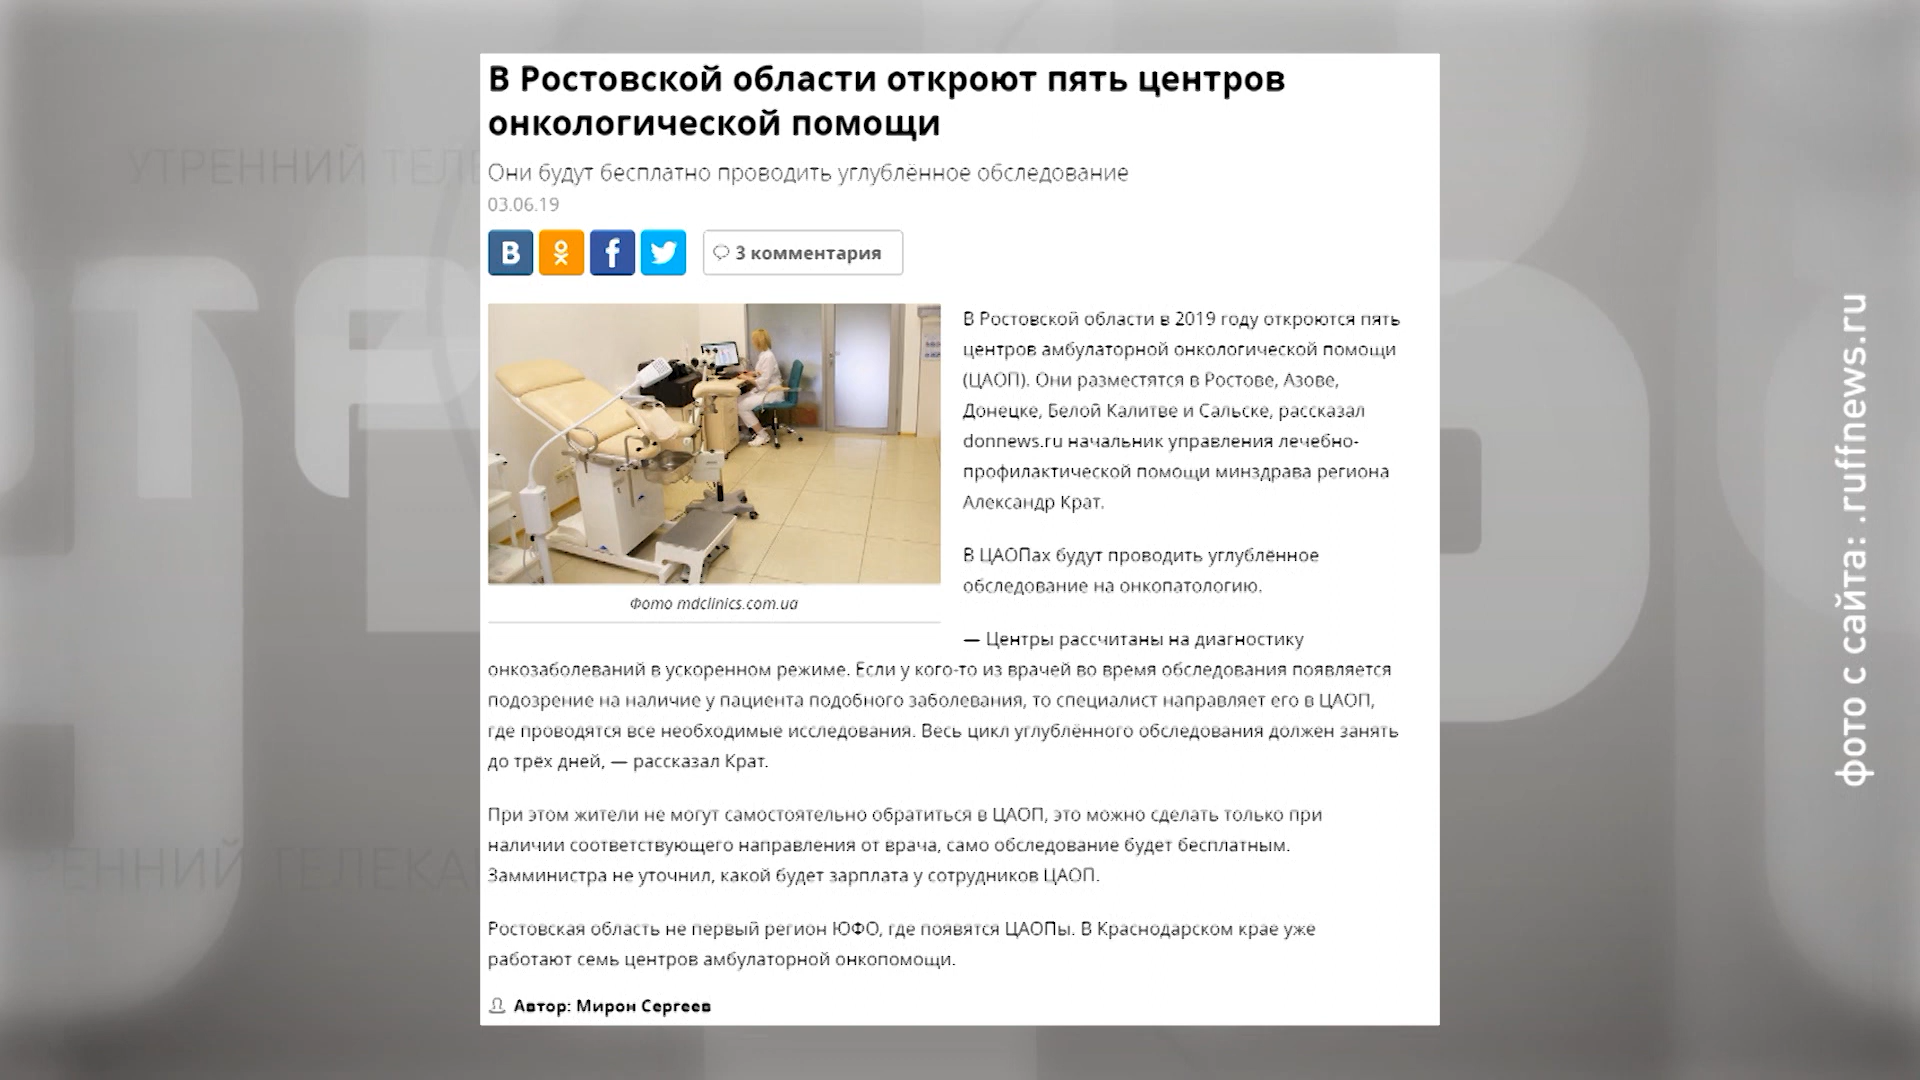 В Ростовской области откроют пять центров
онкологической помощи
Они будут бесплатно проводить углублённое обследование
03.06.19
3 комментария
В Ростовской области в 2019 году откроются пять
центров амбулаторной онкологической помощи
(ЦАОП). Они разместятся в Ростове, Азове,
Донецке, Белой Калитве и Сальске, рассказал
donnews.ru начальник управления лечебно-
профилактической помощи минздрава региона
Александр Крат.
Фото mdclinics.com.ua
В ЦАОПах будут проводить углублённое
обследование на онкопатологию.
— Центры рассчитаны на диагностику
онкозаболеваний в ускоренном режиме. Если у кого-то из врачей во время обследования появляется
подозрение на наличие у пациента подобного заболевания, то специалист направляет его в ЦАОП,
где проводятся все необходимые исследования. Весь цикл углублённого обследования должен занять
до трёх дней, — рассказал Крат.
При этом жители не могут самостоятельно обратиться в ЦАОП, это можно сделать только при
наличии соответствующего направления от врача, само обследование будет бесплатным.
Замминистра не уточнил, какой будет зарплата у сотрудников ЦАОП.
Ростовская область не первый регион ЮФО, где появятся ЦАОПы. В Краснодарском крае уже
работают семь центров амбулаторной онкопомощи.
Автор: Мирон Сергеев
фото с сайта: .ruffnews.ru
УТРЕННИЙ ТЕЛЕ
РЕННИЙ ТЕЛЕКА